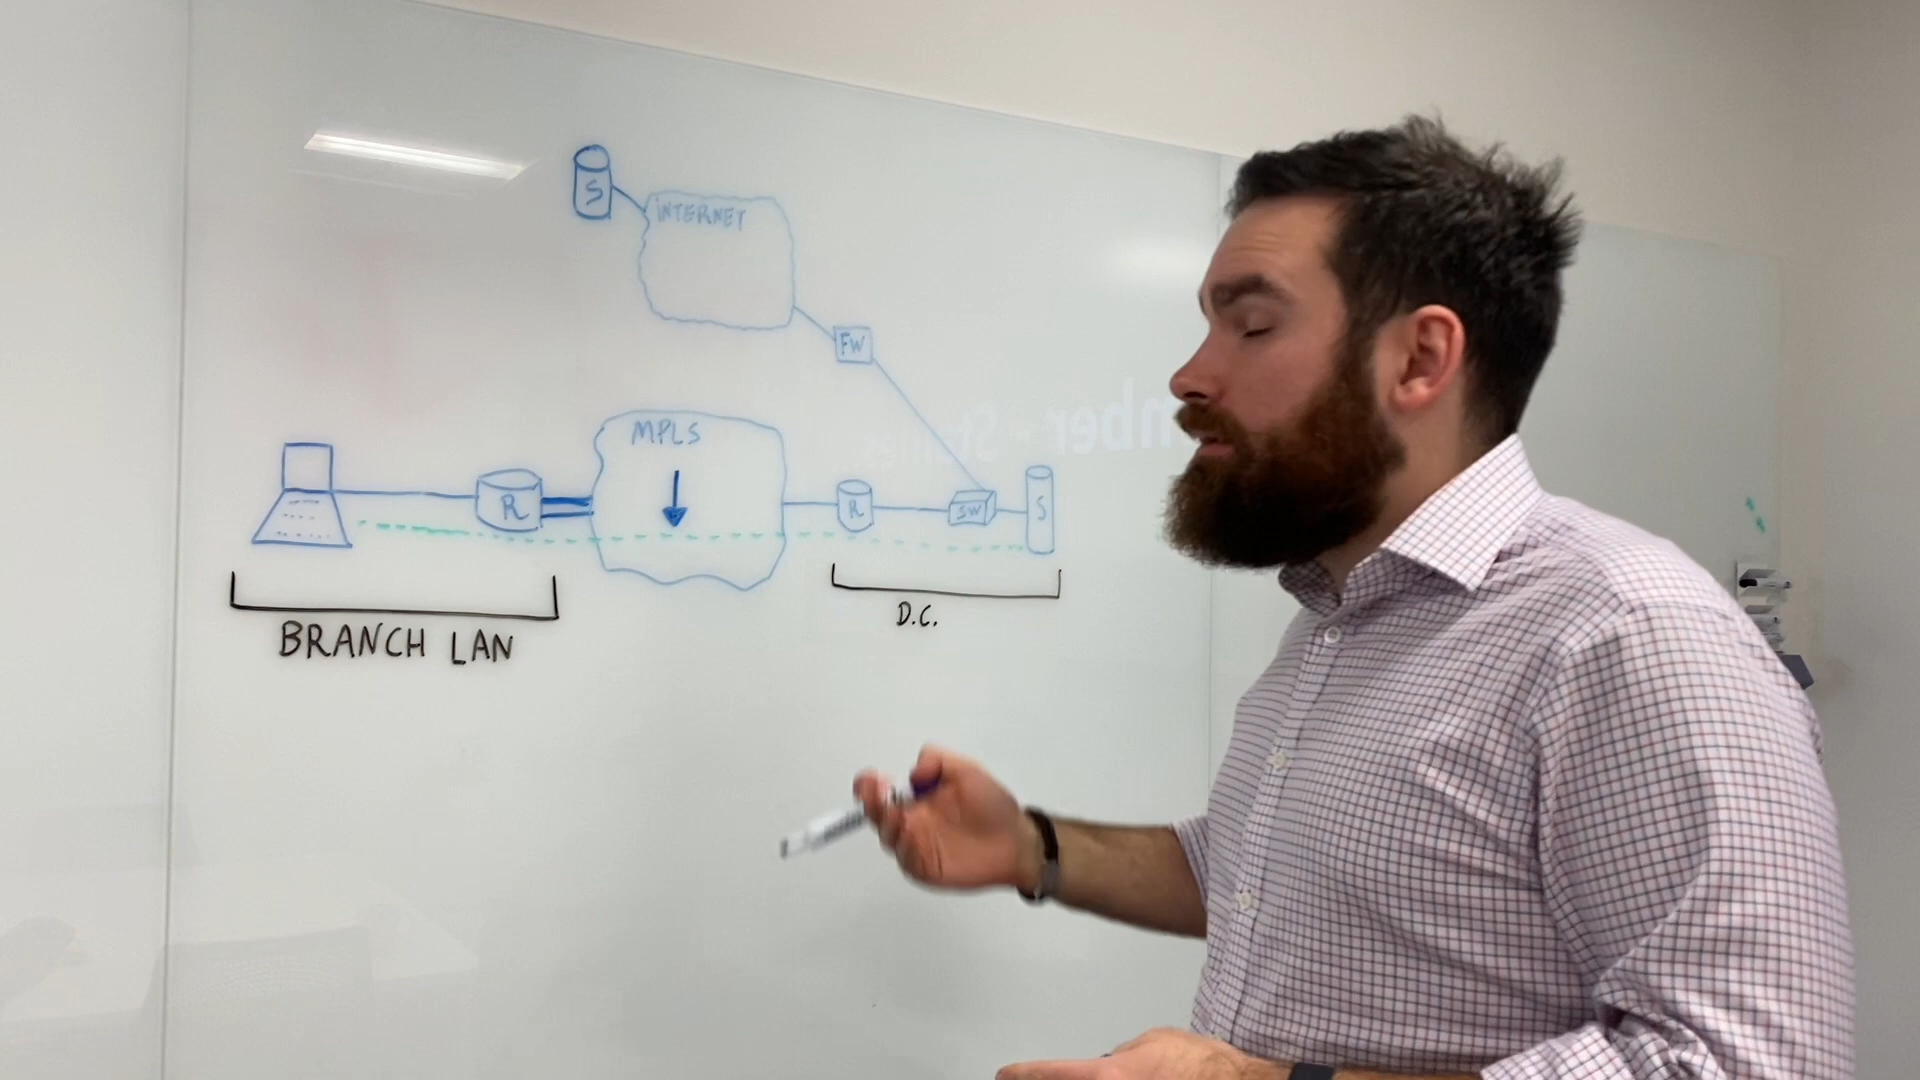 S
INTERNET
FW
MPLS
R
R
SW
S
D.C.
BRANCH LAN